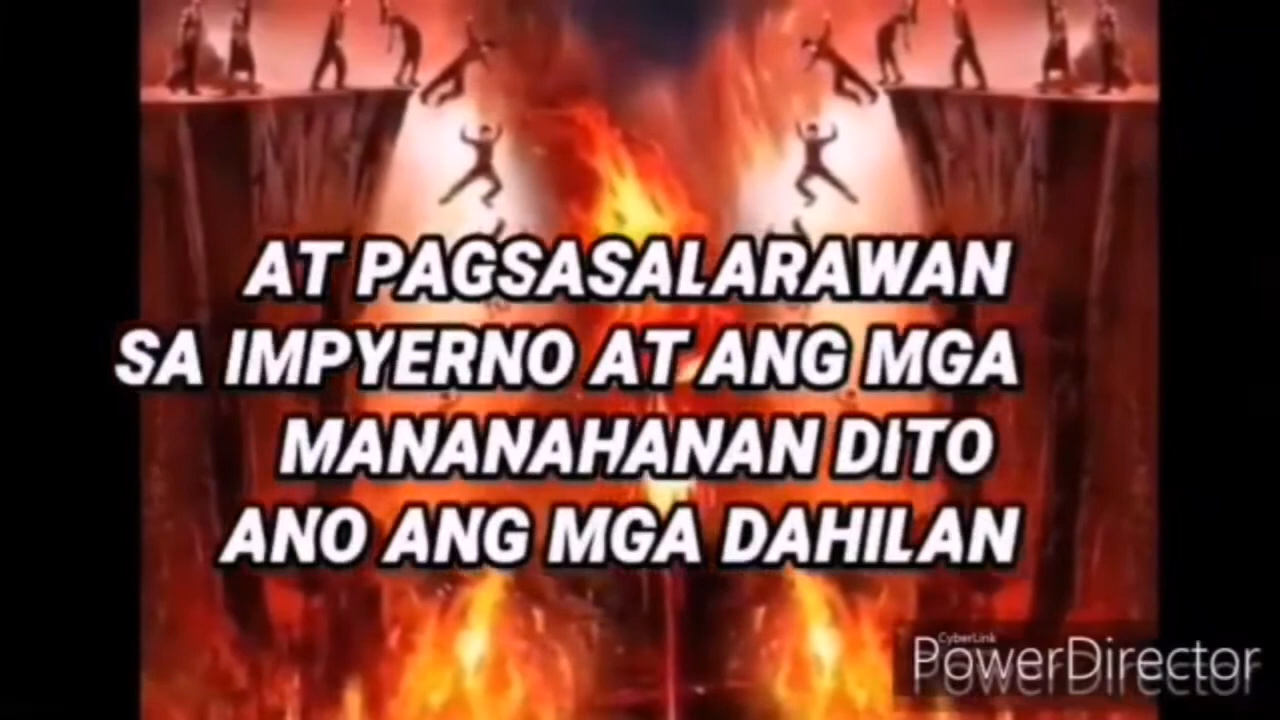 AT PAGSASALARAWAN
SA IMPYERNO AT ANG MGA
MANANAHANAN DITO
ANO ANG MGA DAHILAN
CyberLink
PowerDirector